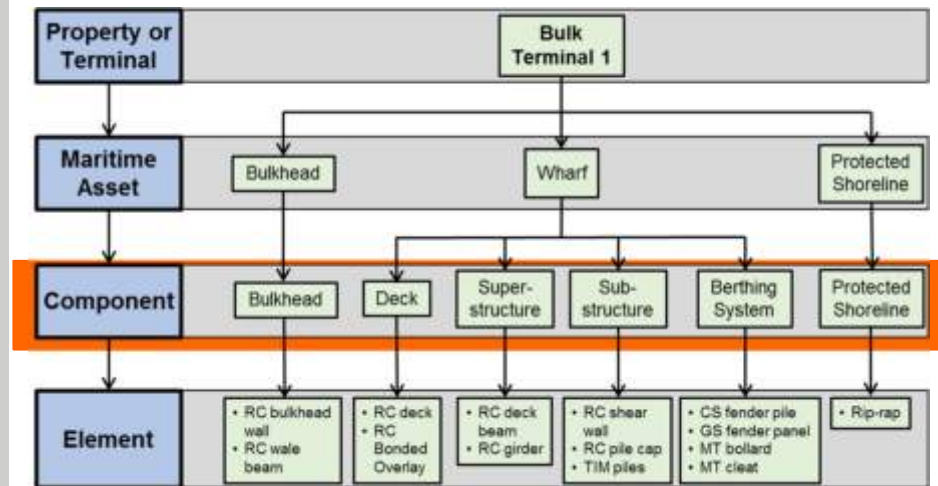 Property or
Terminal
Bulk
Terminal 1
Maritime
Asset
Bulkhead
Wharf
Protected
Shoreline
Component
Bulkhead
Deck
Super-
structure
Sub-
structure
Berthing
System
Protected
Shoreline
Element
• RC bulkhead
wall
• RC wale
beam
• RC deck
• RC
Bonded
Overlay
• RC deck
beam
• RC girder
• RC shear
wall
• RC pile cap
• TIM piles
• CS fender pile
• GS fender panel
• MT bollard
• MT cleat
• Rip-rap